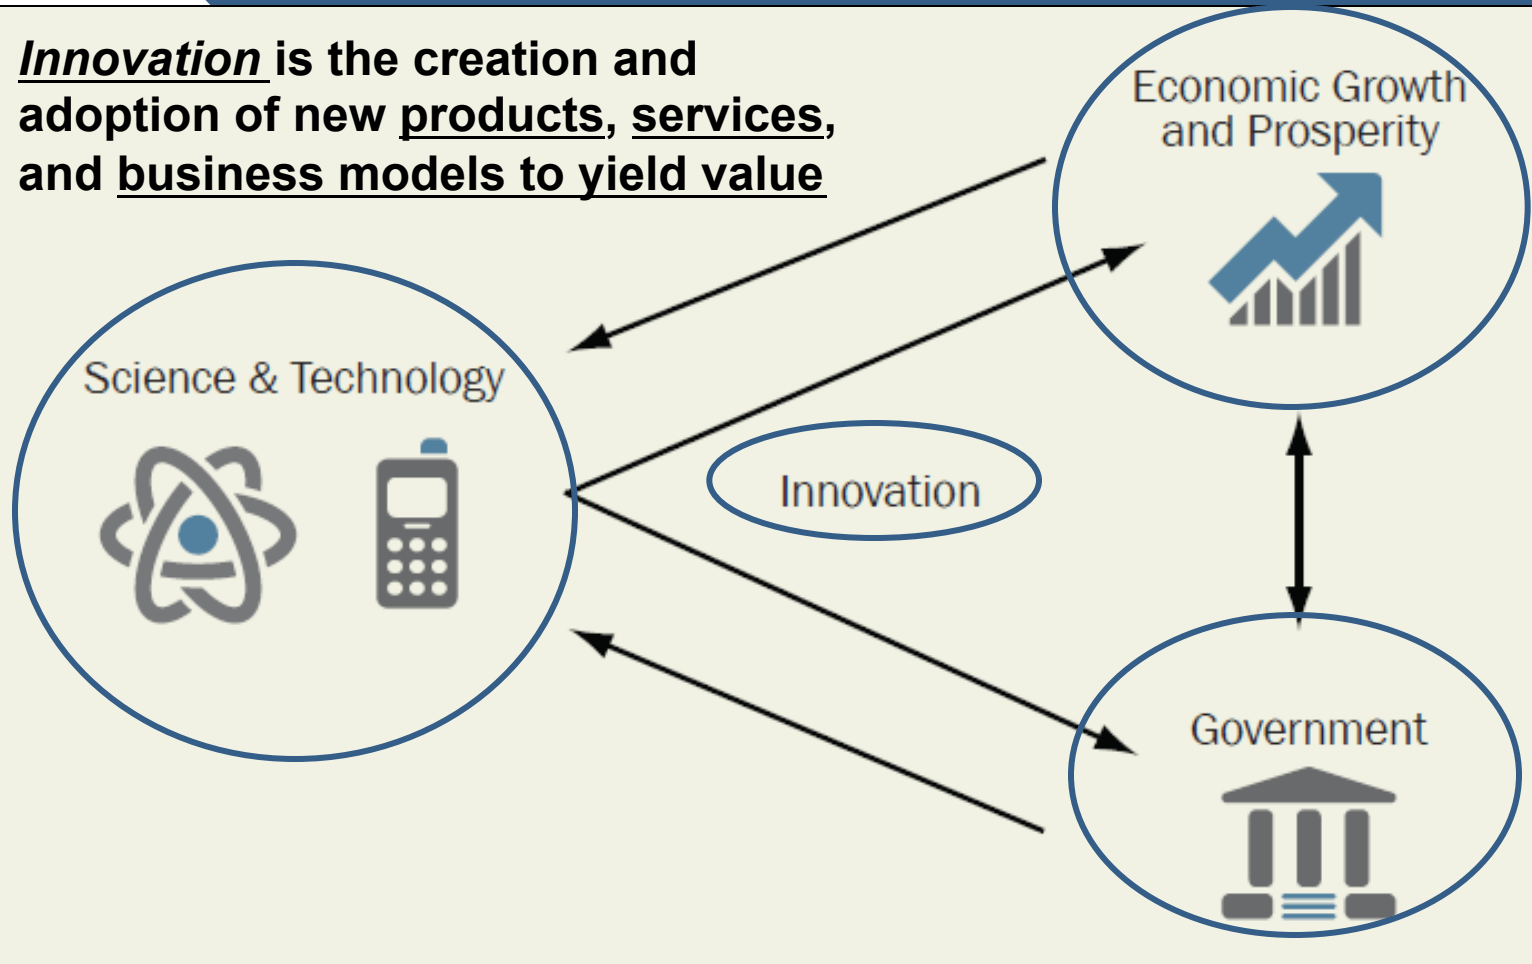 Innovation is the creation and
adoption of new products, services,
and business models to yield value
Economic Growth
and Prosperity
Science & Technology
Innovation
Government